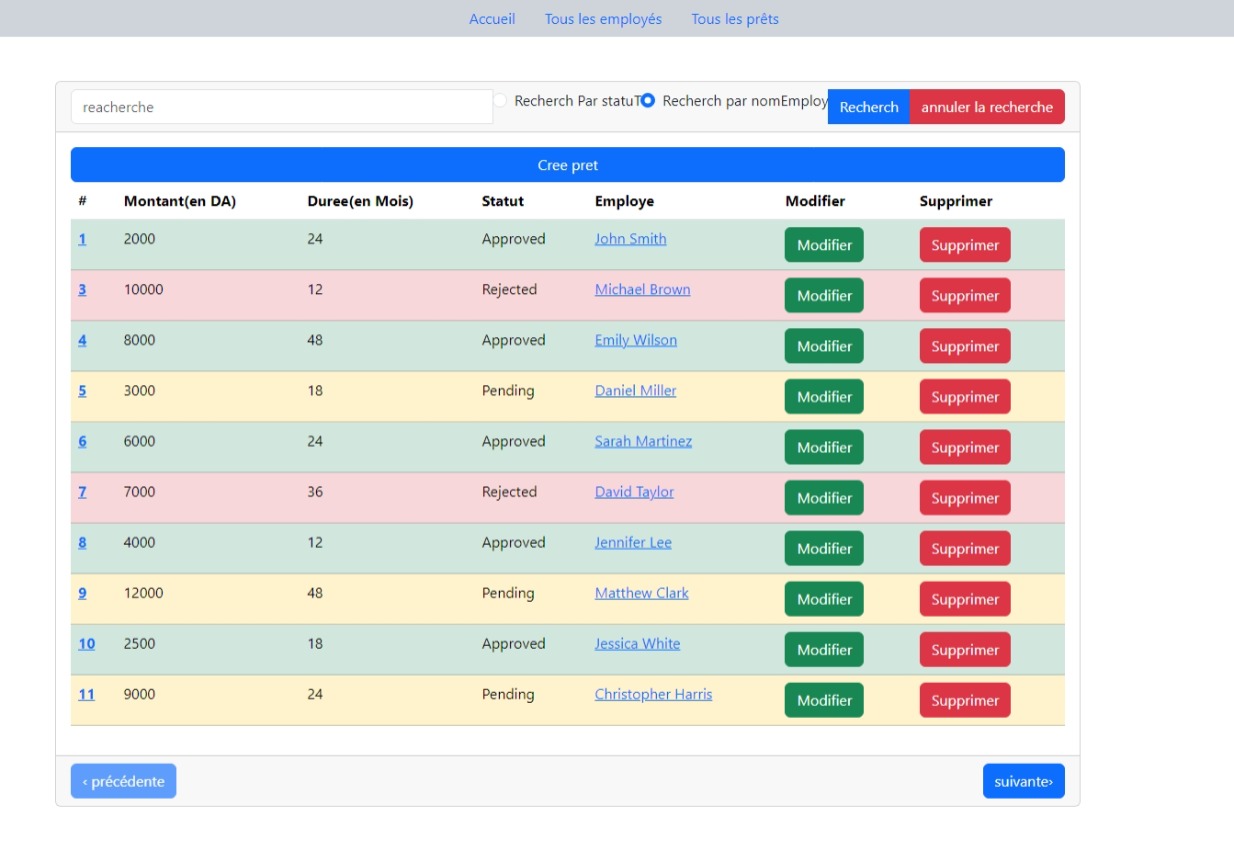 Accueil Tous les employés Tous les prêts
reacherche Recherch Par statuT Recherch par nomEmploy Recherch annuler la recherche
Cree pret
# Montant(en DA) Duree(en Mois) Statut Employe Modifier Supprimer
1 2000 24 Approved John Smith Modifier Supprimer
3 10000 12 Rejected Michael Brown Modifier Supprimer
4 8000 48 Approved Emily Wilson Modifier Supprimer
5 3000 18 Pending Daniel Miller Modifier Supprimer
6 6000 24 Approved Sarah Martinez Modifier Supprimer
7 7000 36 Rejected David Taylor Modifier Supprimer
8 4000 12 Approved Jennifer Lee Modifier Supprimer
9 12000 48 Pending Matthew Clark Modifier Supprimer
10 2500 18 Approved Jessica White Modifier Supprimer
11 9000 24 Pending Christopher Harris Modifier Supprimer
‹ précédente suivante›